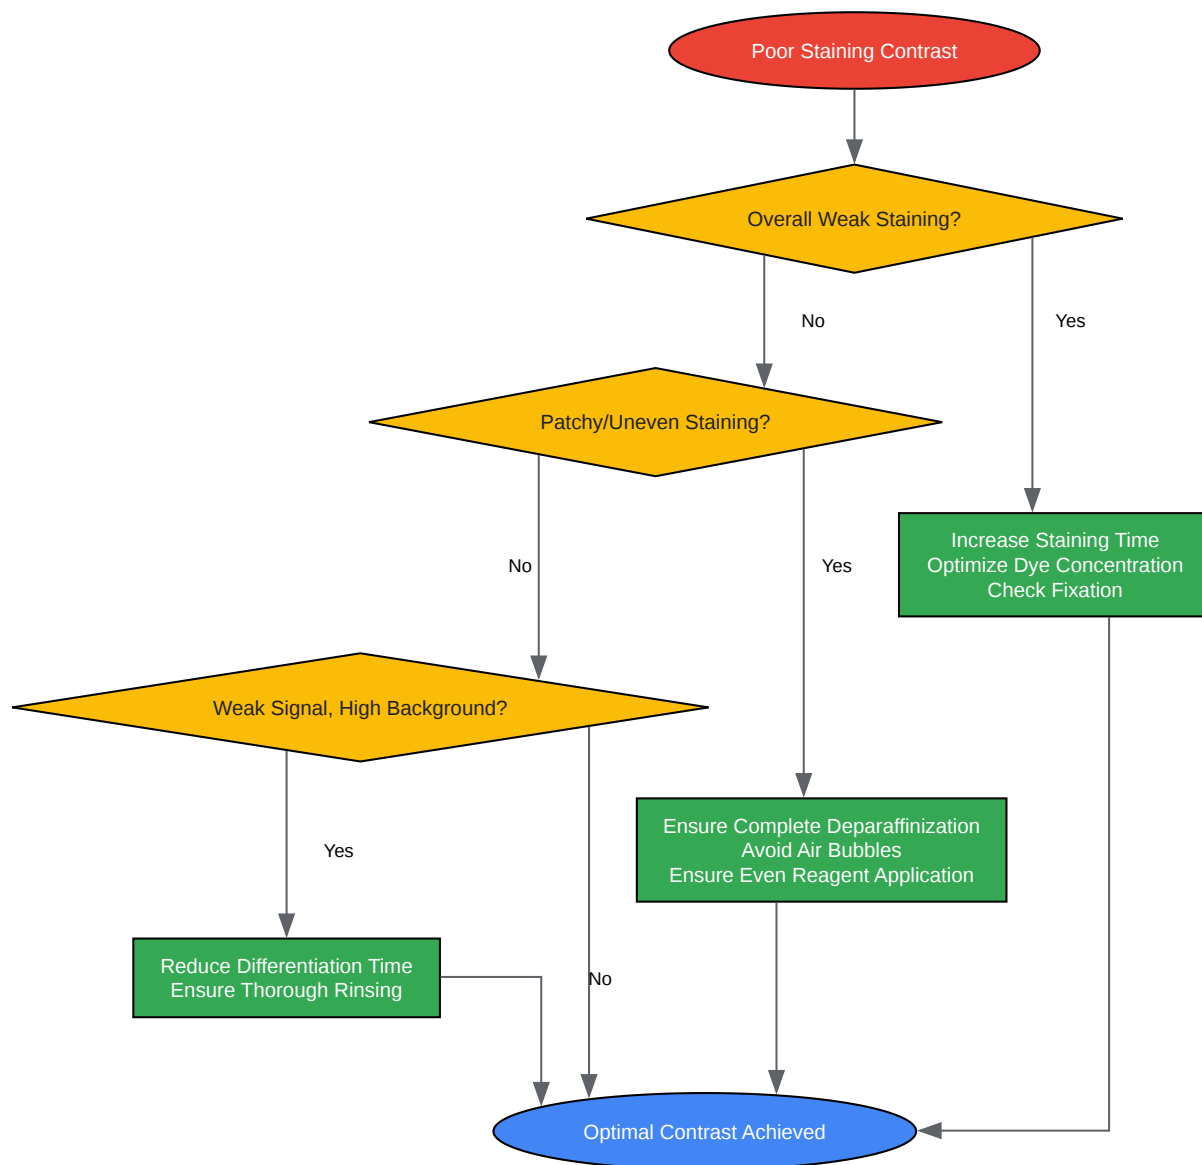 Poor Staining Contrast
Overall Weak Staining?
No
Yes
Patchy/Uneven Staining?
Increase Staining Time
Optimize Dye Concentration
Check Fixation
No
Yes
Weak Signal, High Background?
Ensure Complete Deparaffinization
Avoid Air Bubbles
Ensure Even Reagent Application
Yes
Reduce Differentiation Time
Ensure Thorough Rinsing
No
Optimal Contrast Achieved